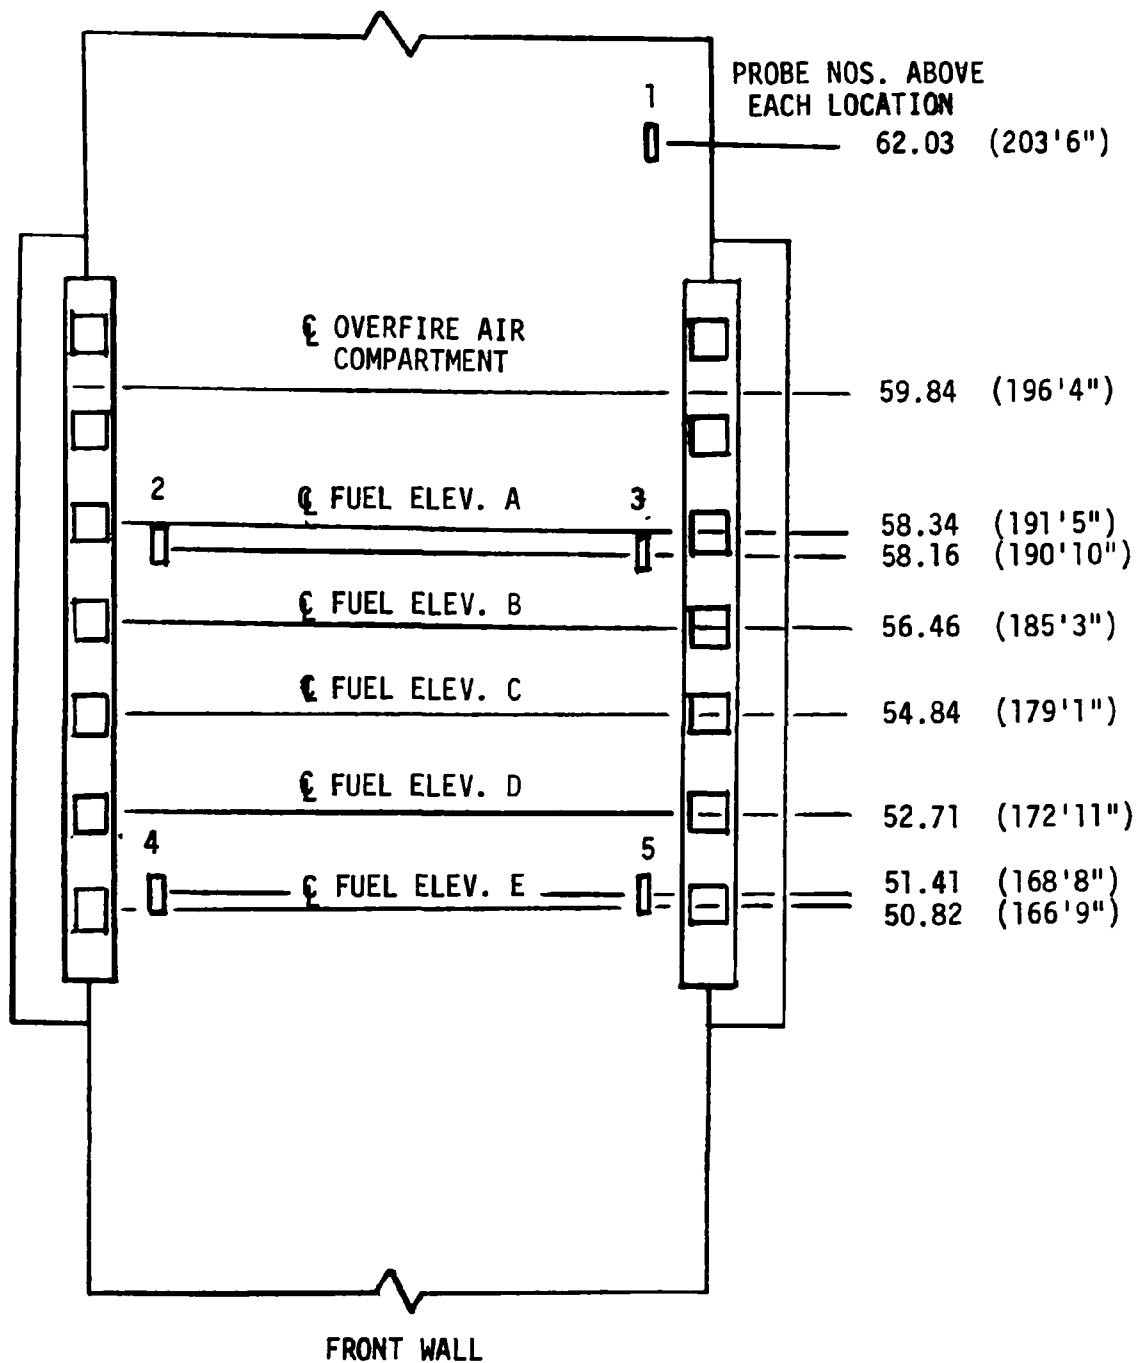 PROBE NOS. ABOVE
EACH LOCATION
1
62.03 (203'6")
℄ OVERFIRE AIR
COMPARTMENT
59.84 (196'4")
2
℄ FUEL ELEV. A
3
58.34 (191'5")
58.16 (190'10")
℄ FUEL ELEV. B
56.46 (185'3")
℄ FUEL ELEV. C
54.84 (179'1")
℄ FUEL ELEV. D
52.71 (172'11")
4
5
℄ FUEL ELEV. E
51.41 (168'8")
50.82 (166'9")
FRONT WALL